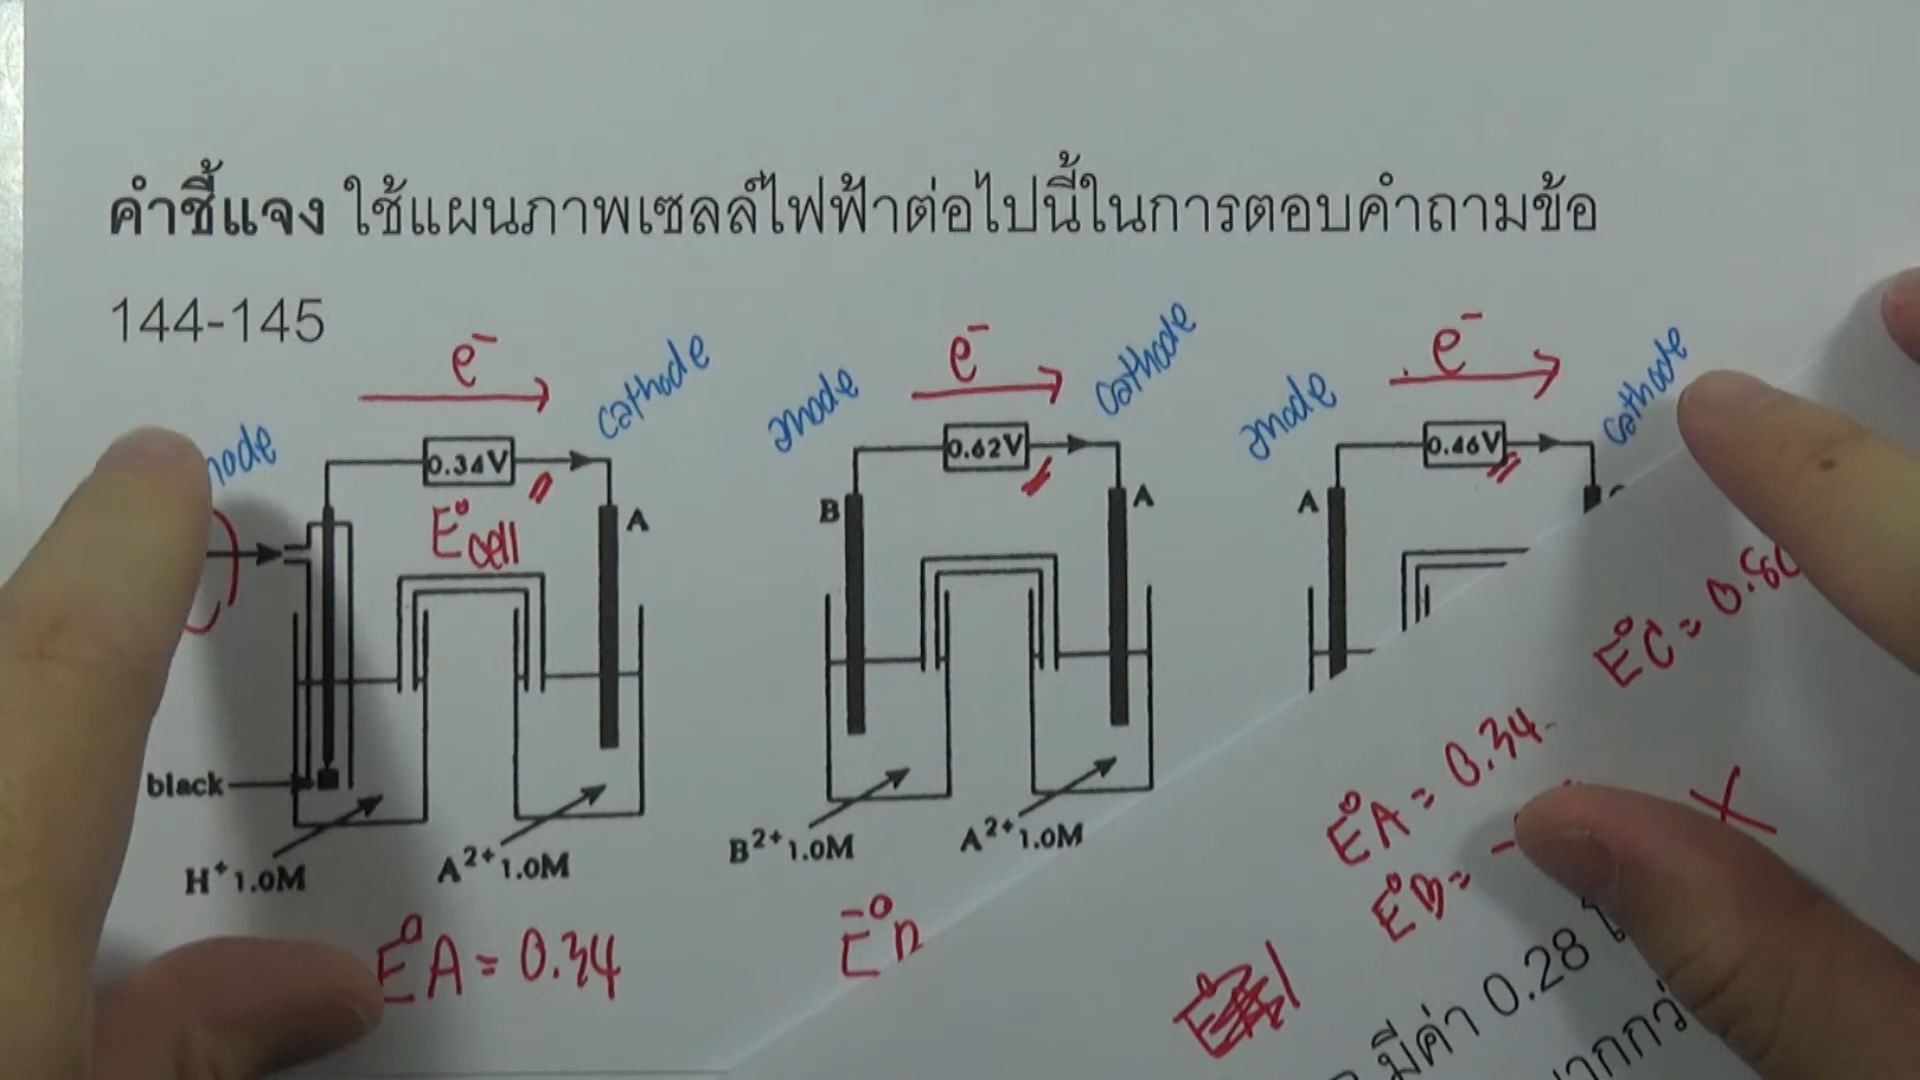 คำชี้แจง ใช้แผนภาพเซลล์ไฟฟ้าต่อไปนี้ในการตอบคำถามข้อ
144-145
e⁻
cathode
anode
e⁻
cathode
anode
e⁻
cathode
0.34V
0.62V
0.46V
E°cell
A
B
A
A
black
H⁺ 1.0M
A²⁺ 1.0M
B²⁺ 1.0M
A²⁺ 1.0M
E°A = 0.34
E°C =
E°A = 0.34
E°B = -
มีค่า 0.28